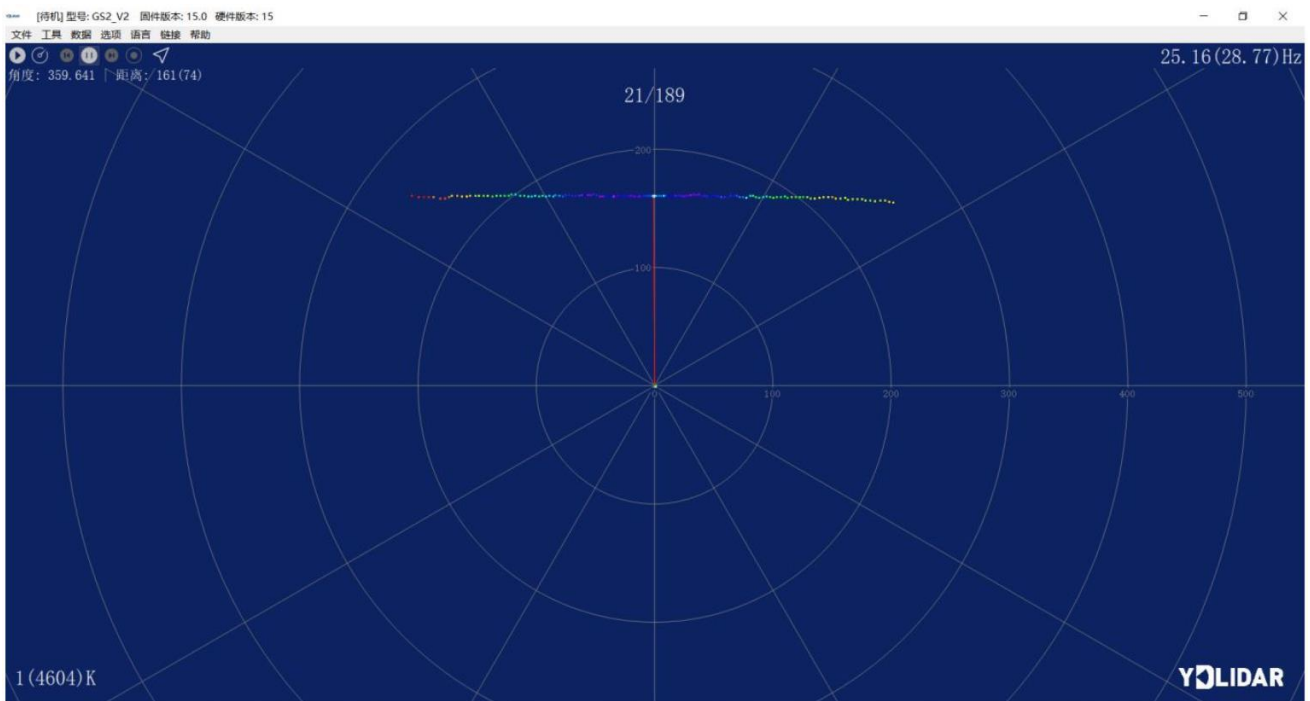 [待机] 型号: GS2_V2 固件版本: 15.0 硬件版本: 15
文件 工具 数据 选项 语言 链接 帮助
25.16(28.77)Hz
角度: 359.641 距离: 161(74)
21/189
200
100
0 100 200 300 400 500
1(4604)K
YDLIDAR